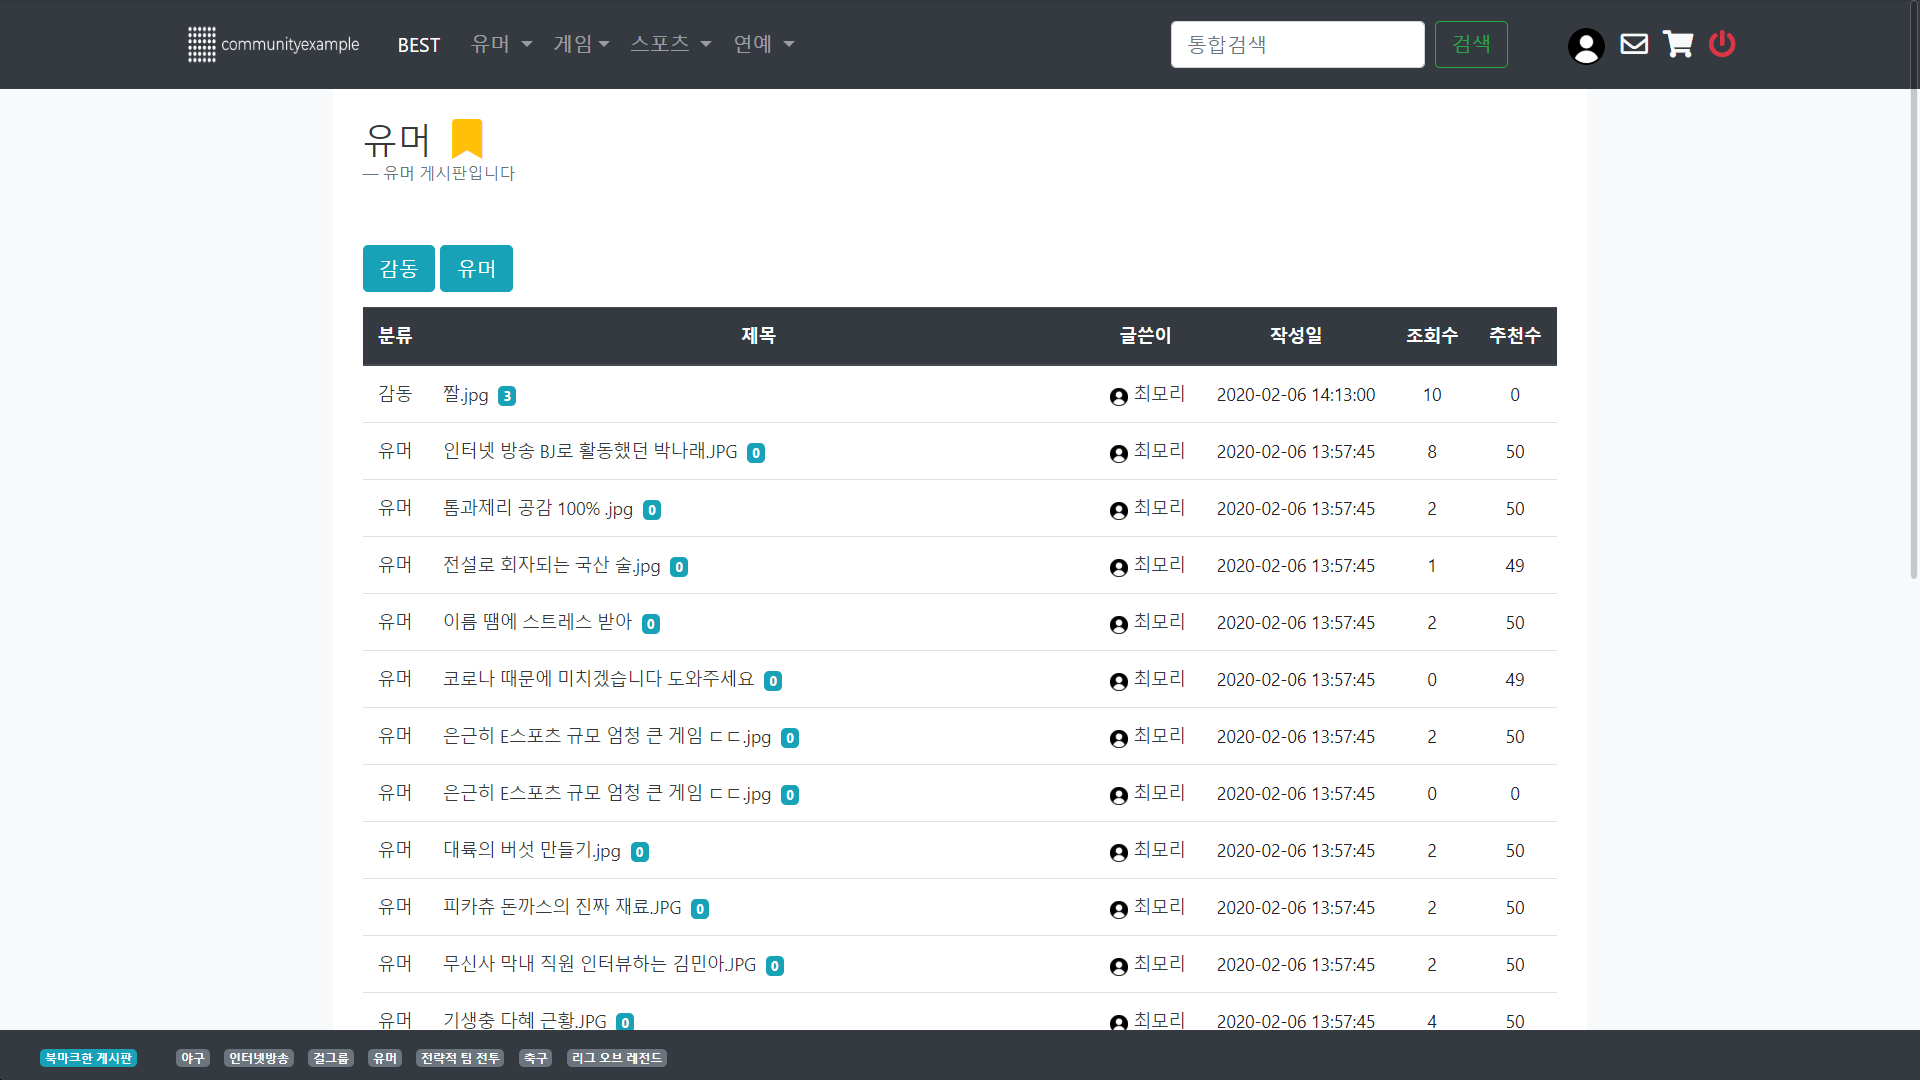 communityexample BEST 유머 게임 스포츠 연예 통합검색 검색
유머
— 유머 게시판입니다
감동 유머
분류 제목 글쓴이 작성일 조회수 추천수
감동 짤.jpg 3 최모리 2020-02-06 14:13:00 10 0
유머 인터넷 방송 BJ로 활동했던 박나래.JPG 0 최모리 2020-02-06 13:57:45 8 50
유머 톰과제리 공감 100% .jpg 0 최모리 2020-02-06 13:57:45 2 50
유머 전설로 회자되는 국산 술.jpg 0 최모리 2020-02-06 13:57:45 1 49
유머 이름 땜에 스트레스 받아 0 최모리 2020-02-06 13:57:45 2 50
유머 코로나 때문에 미치겠습니다 도와주세요 0 최모리 2020-02-06 13:57:45 0 49
유머 은근히 E스포츠 규모 엄청 큰 게임 ㄷㄷ.jpg 0 최모리 2020-02-06 13:57:45 2 50
유머 은근히 E스포츠 규모 엄청 큰 게임 ㄷㄷ.jpg 0 최모리 2020-02-06 13:57:45 0 0
유머 대륙의 버섯 만들기.jpg 0 최모리 2020-02-06 13:57:45 2 50
유머 피카츄 돈까스의 진짜 재료.JPG 0 최모리 2020-02-06 13:57:45 2 50
유머 무신사 막내 직원 인터뷰하는 김민아.JPG 0 최모리 2020-02-06 13:57:45 2 50
유머 기생충 다혜 근황.JPG 0 최모리 2020-02-06 13:57:45 4 50
북마크한 게시판 야구 인터넷방송 걸그룹 유머 전략적 팀 전투 축구 리그 오브 레전드